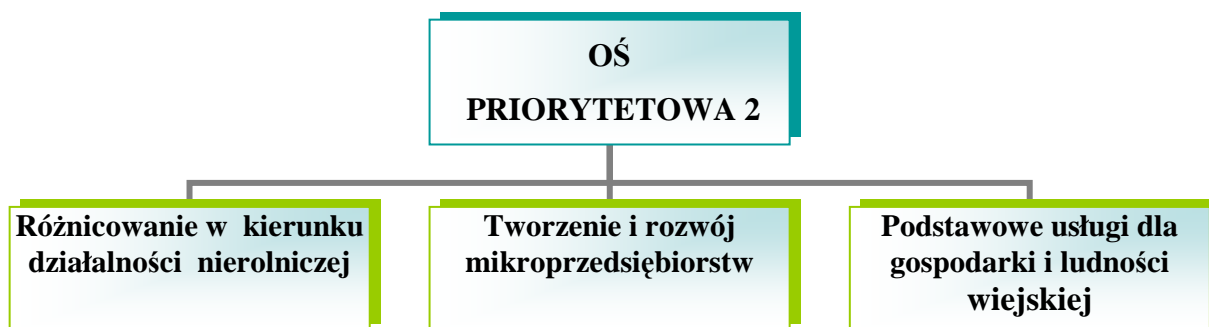 OŚ
PRIORYTETOWA 2
Różnicowanie w kierunku
działalności nierolniczej
Tworzenie i rozwój
mikroprzedsiębiorstw
Podstawowe usługi dla
gospodarki i ludności
wiejskiej